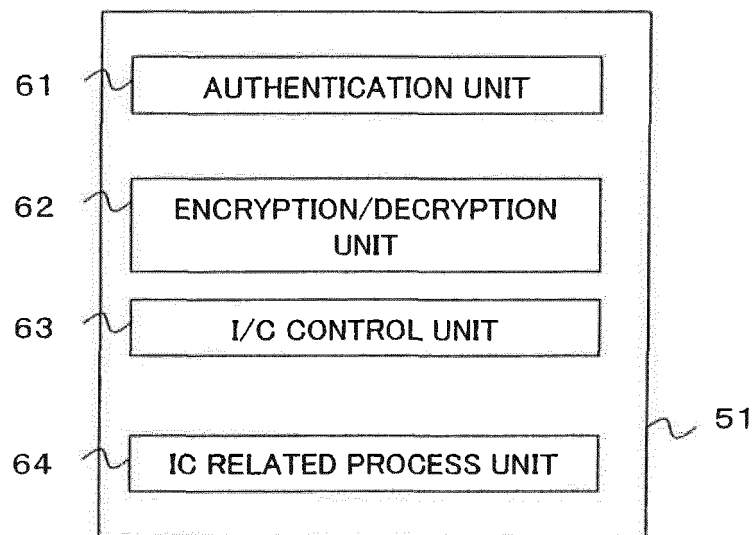 61 AUTHENTICATION UNIT
62 ENCRYPTION/DECRYPTION
UNIT
63 I/C CONTROL UNIT
51
64 IC RELATED PROCESS UNIT